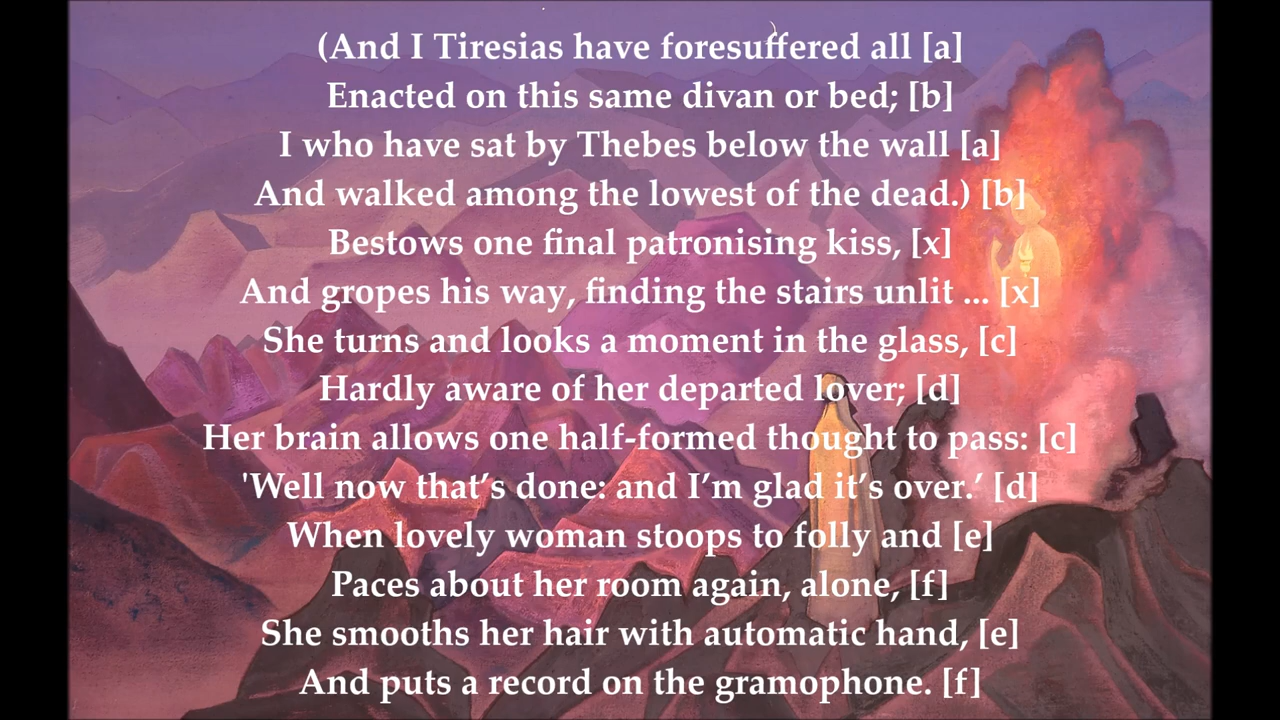 (And I Tiresias have foresuffered all [a]
Enacted on this same divan or bed; [b]
I who have sat by Thebes below the wall [a]
And walked among the lowest of the dead.) [b]
Bestows one final patronising kiss, [x]
And gropes his way, finding the stairs unlit ... [x]
She turns and looks a moment in the glass, [c]
Hardly aware of her departed lover; [d]
Her brain allows one half-formed thought to pass: [c]
'Well now that’s done: and I’m glad it’s over.’ [d]
When lovely woman stoops to folly and [e]
Paces about her room again, alone, [f]
She smooths her hair with automatic hand, [e]
And puts a record on the gramophone. [f]